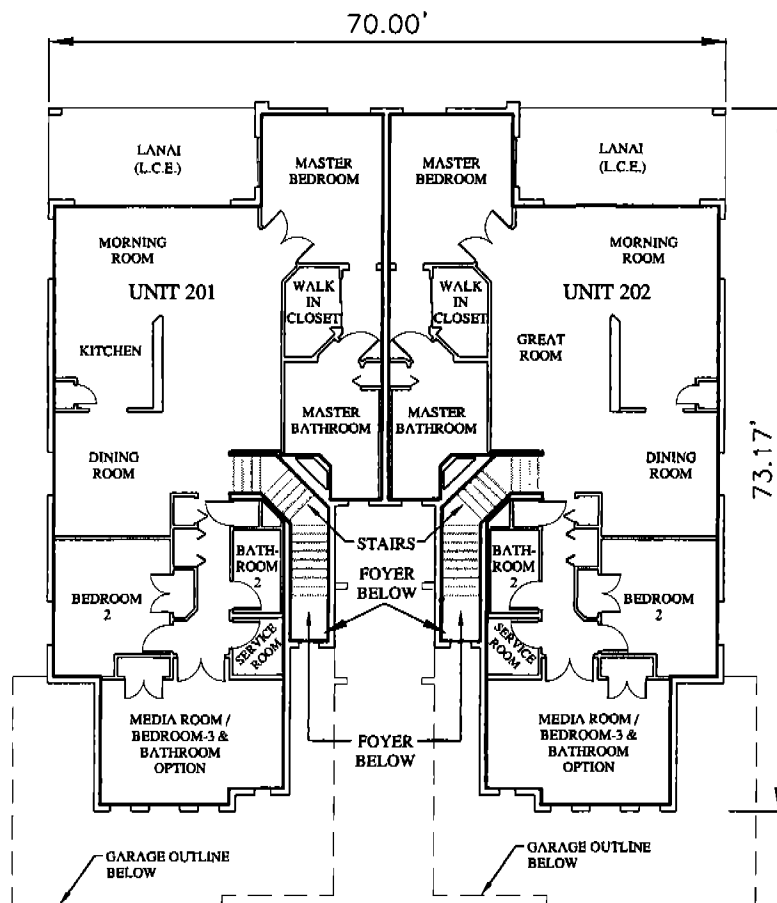 70.00'
LANAI
(L.C.E.)
MASTER
BEDROOM
MASTER
BEDROOM
LANAI
(L.C.E.)
MORNING
ROOM
MORNING
ROOM
UNIT 201
WALK
IN
CLOSET
WALK
IN
CLOSET
UNIT 202
KITCHEN
GREAT
ROOM
MASTER
BATHROOM
MASTER
BATHROOM
73.17'
DINING
ROOM
DINING
ROOM
STAIRS
BATH-
ROOM
2
FOYER
BELOW
BATH-
ROOM
2
BEDROOM
2
BEDROOM
2
SERVICE
ROOM
SERVICE
ROOM
MEDIA ROOM /
BEDROOM-3 &
BATHROOM
OPTION
FOYER
BELOW
MEDIA ROOM /
BEDROOM-3 &
BATHROOM
OPTION
GARAGE OUTLINE
BELOW
GARAGE OUTLINE
BELOW